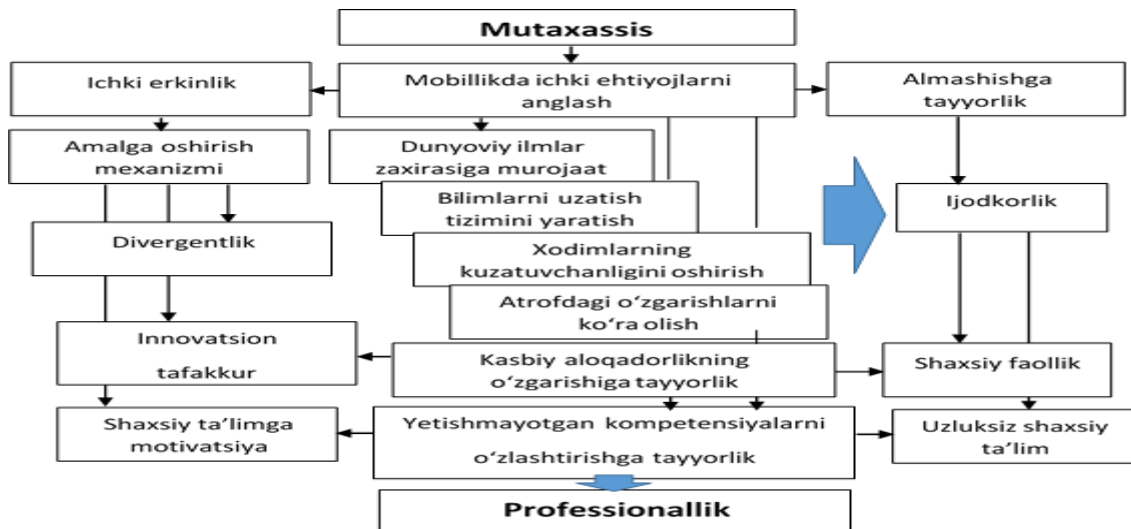 Mutaxassis
Ichki erkinlik
Mobillikda ichki ehtiyojlarni
anglash
Almashishga
tayyorlik
Amalga oshirish
mexanizmi
Dunyoviy ilmlar
zaxirasiga murojaat
Bilimlarni uzatish
tizimini yaratish
Ijodkorlik
Divergentlik
Xodimlarning
kuzatuvchanligini oshirish
Atrofdagi o‘zgarishlarni
ko‘ra olish
Innovatsion
tafakkur
Kasbiy aloqadorlikning
o‘zgarishiga tayyorlik
Shaxsiy faollik
Shaxsiy ta’limga
motivatsiya
Yetishmayotgan kompetensiyalarni
o‘zlashtirishga tayyorlik
Uzluksiz shaxsiy
ta’lim
Professionallik